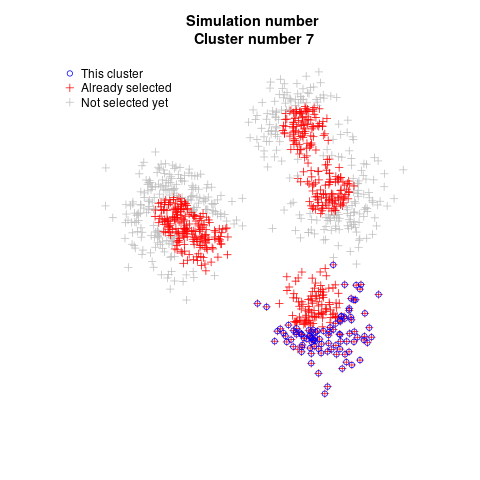 Simulation number
Cluster number 7
This cluster
Already selected
Not selected yet